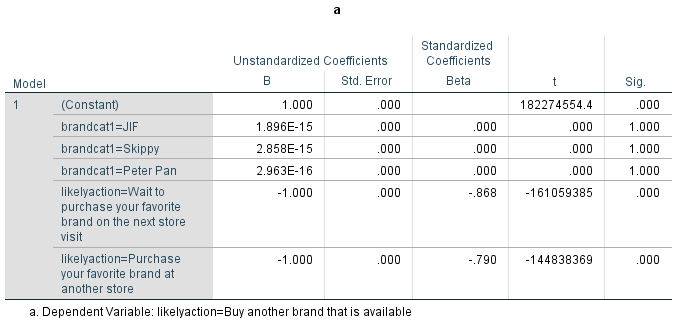 a
Unstandardized Coefficients Standardized Coefficients
Model B Std. Error Beta t Sig.
1 (Constant) 1.000 .000 182274554.4 .000
brandcat1=JIF 1.896E-15 .000 .000 .000 1.000
brandcat1=Skippy 2.858E-15 .000 .000 .000 1.000
brandcat1=Peter Pan 2.963E-16 .000 .000 .000 1.000
likelyaction=Wait to -1.000 .000 -.868 -161059385 .000
purchase your favorite
brand on the next store
visit
likelyaction=Purchase -1.000 .000 -.790 -144838369 .000
your favorite brand at
another store
a. Dependent Variable: likelyaction=Buy another brand that is available